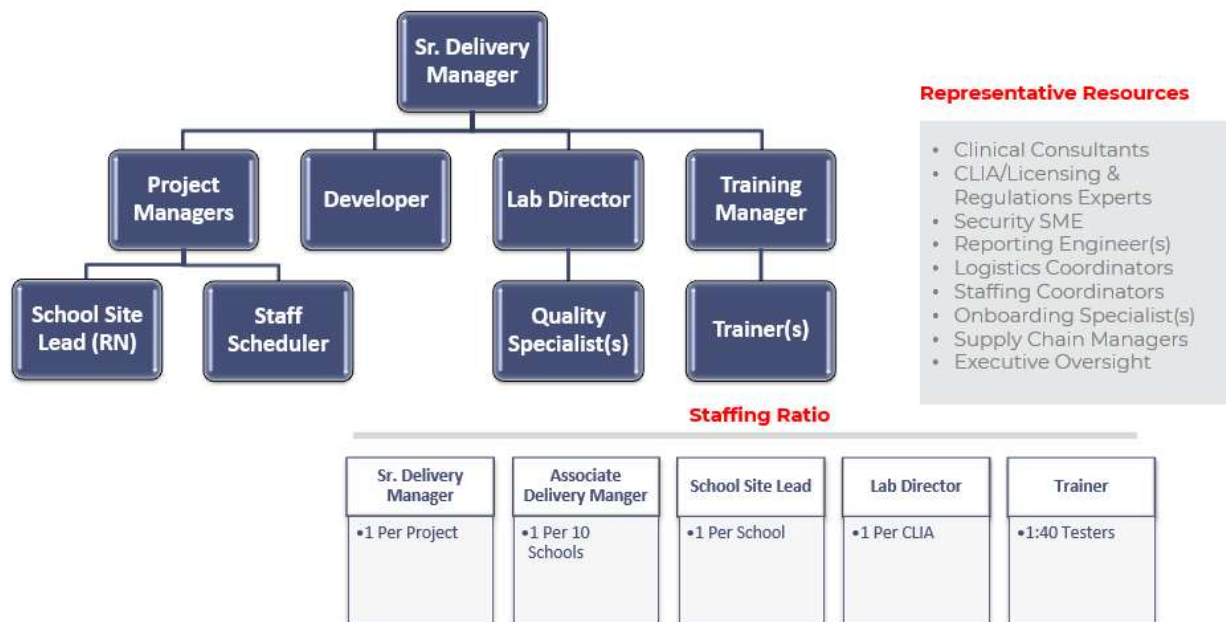 Sr. Delivery
Manager
Project
Managers
Developer
Lab Director
Training
Manager
School Site
Lead (RN)
Staff
Scheduler
Quality
Specialist(s)
Trainer(s)
Representative Resources
• Clinical Consultants
• CLIA/Licensing &
Regulations Experts
• Security SME
• Reporting Engineer(s)
• Logistics Coordinators
• Staffing Coordinators
• Onboarding Specialist(s)
• Supply Chain Managers
• Executive Oversight
Staffing Ratio
Sr. Delivery
Manager
•1 Per Project
Associate
Delivery Manger
•1 Per 10
Schools
School Site Lead
•1 Per School
Lab Director
•1 Per CLIA
Trainer
•1:40 Testers